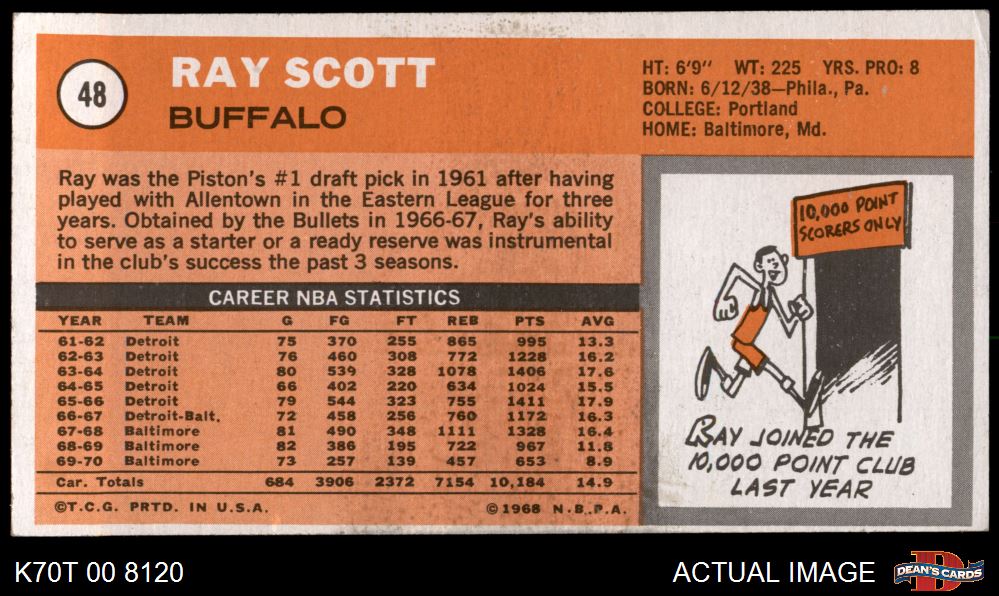 48
RAY SCOTT
BUFFALO
HT: 6'9" WT: 225 YRS. PRO: 8
BORN: 6/12/38—Phila., Pa.
COLLEGE: Portland
HOME: Baltimore, Md.
Ray was the Piston's #1 draft pick in 1961 after having
played with Allentown in the Eastern League for three
years. Obtained by the Bullets in 1966-67, Ray's ability
to serve as a starter or a ready reserve was instrumental
in the club's success the past 3 seasons.
CAREER NBA STATISTICS
YEAR TEAM G FG FT REB PTS AVG
61-62 Detroit 75 370 255 865 995 13.3
62-63 Detroit 76 460 308 772 1228 16.2
63-64 Detroit 80 539 328 1078 1406 17.6
64-65 Detroit 66 402 220 634 1024 15.5
65-66 Detroit 79 544 323 755 1411 17.9
66-67 Detroit-Balt. 72 458 256 760 1172 16.3
67-68 Baltimore 81 490 348 1111 1328 16.4
68-69 Baltimore 82 386 195 722 967 11.8
69-70 Baltimore 73 257 139 457 653 8.9
Car. Totals 684 3906 2372 7154 10,184 14.9
©T.C.G. PRTD. IN U.S.A. ©1968 N.B.P.A.
10,000 POINT
SCORERS ONLY
RAY JOINED THE
10,000 POINT CLUB
LAST YEAR
K70T 00 8120
ACTUAL IMAGE
DEAN'S CARDS